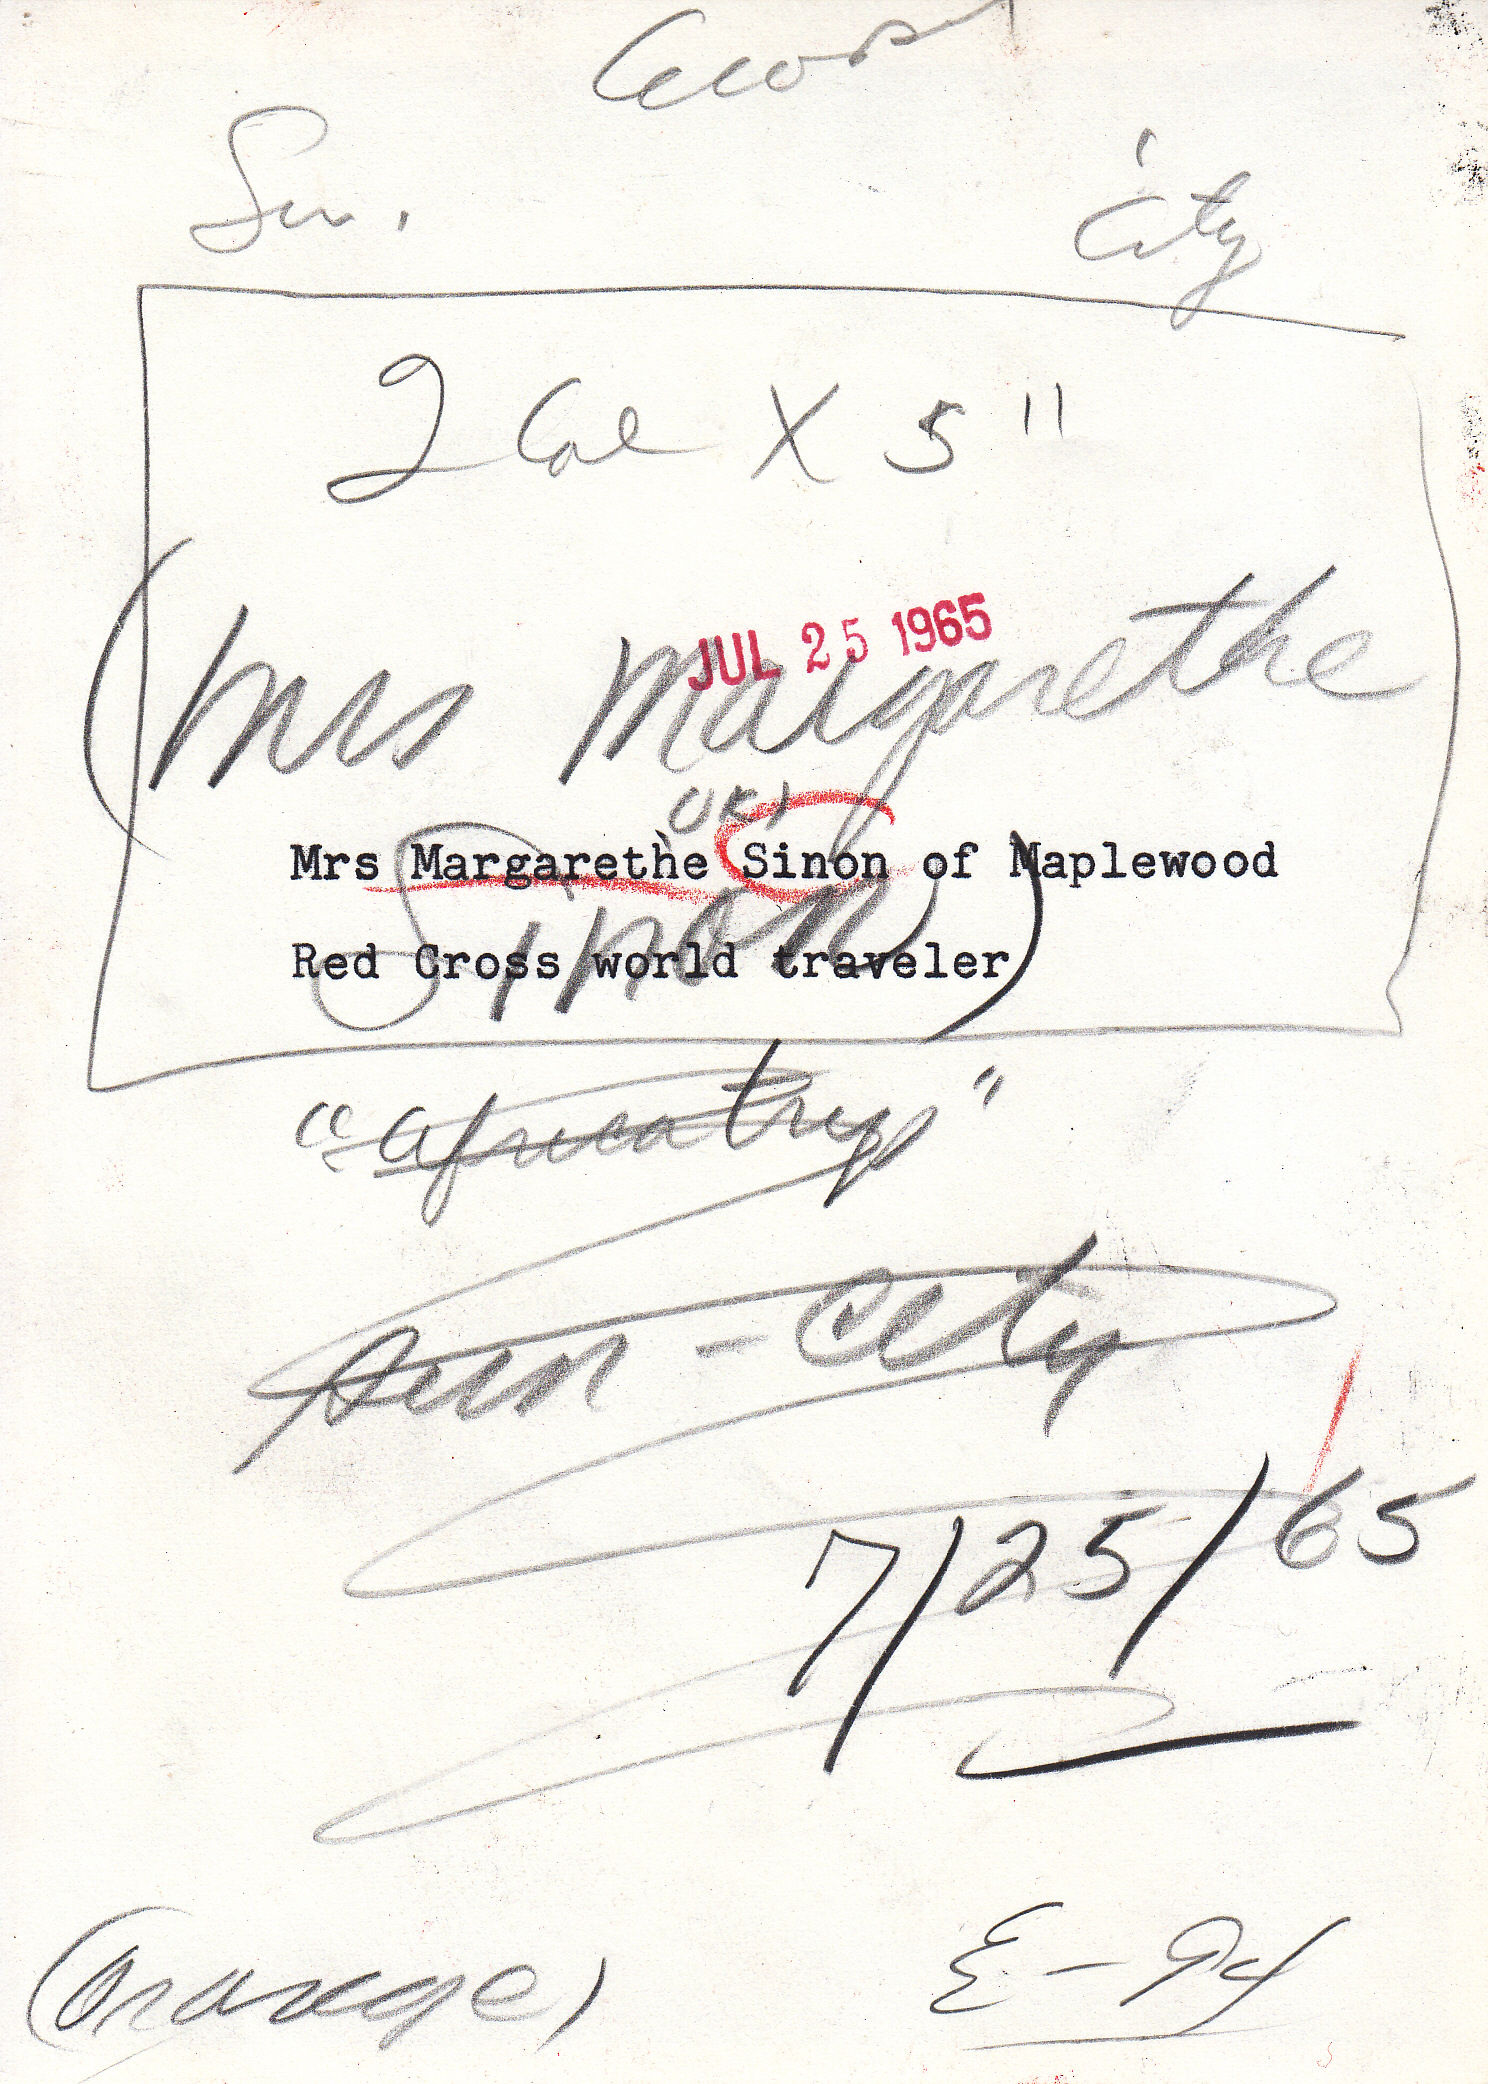 Sun.
City
2 Col X 5"
JUL 25 1965
(Mrs Margarethe
OK
Mrs Margarethe Sinon of Maplewood
Sinon)
Red Cross world traveler
"Africa trip"
Sun - City
7/25/65
(Orange)
E-94